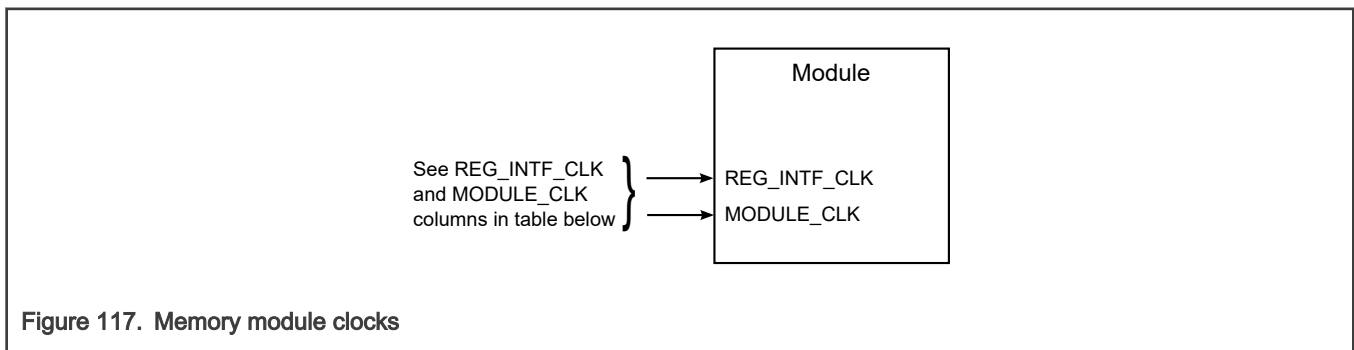 Module
See REG_INTF_CLK
and MODULE_CLK
columns in table below
REG_INTF_CLK
MODULE_CLK
Figure 117. Memory module clocks